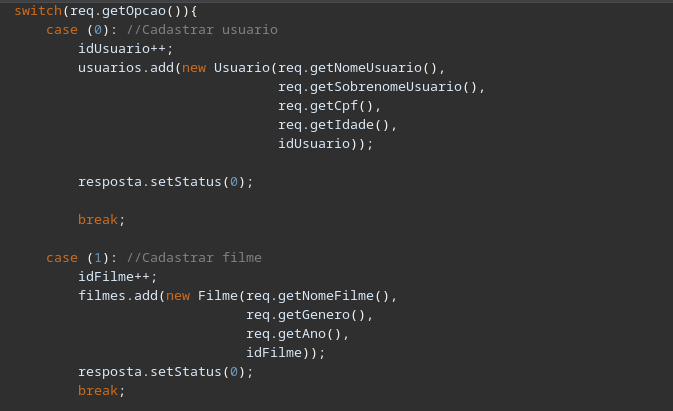 switch(req.getOpcao()){
case (0): //Cadastrar usuario
idUsuario++;
usuarios.add(new Usuario(req.getNomeUsuario(),
req.getSobrenomeUsuario(),
req.getCpf(),
req.getIdade(),
idUsuario));
resposta.setStatus(0);
break;
case (1): //Cadastrar filme
idFilme++;
filmes.add(new Filme(req.getNomeFilme(),
req.getGenero(),
req.getAno(),
idFilme));
resposta.setStatus(0);
break;